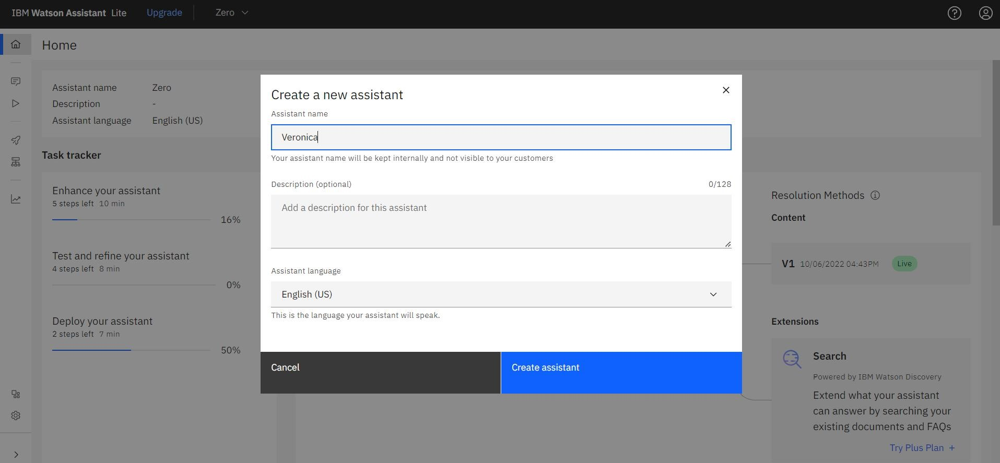 IBM Watson Assistant Lite Upgrade Zero
Home
Assistant name Zero
Description -
Assistant language English (US)
Task tracker
Enhance your assistant
5 steps left 10 min
16%
Test and refine your assistant
4 steps left 8 min
0%
Deploy your assistant
2 steps left 7 min
50%
Create a new assistant
Assistant name
Veronica
Your assistant name will be kept internally and not visible to your customers
Description (optional) 0/128
Add a description for this assistant
Assistant language
English (US)
This is the language your assistant will speak.
Cancel
Create assistant
Resolution Methods
Content
V1 10/06/2022 04:43PM Live
Extensions
Search
Powered by IBM Watson Discovery
Extend what your assistant
can answer by searching your
existing documents and FAQs
Try Plus Plan +